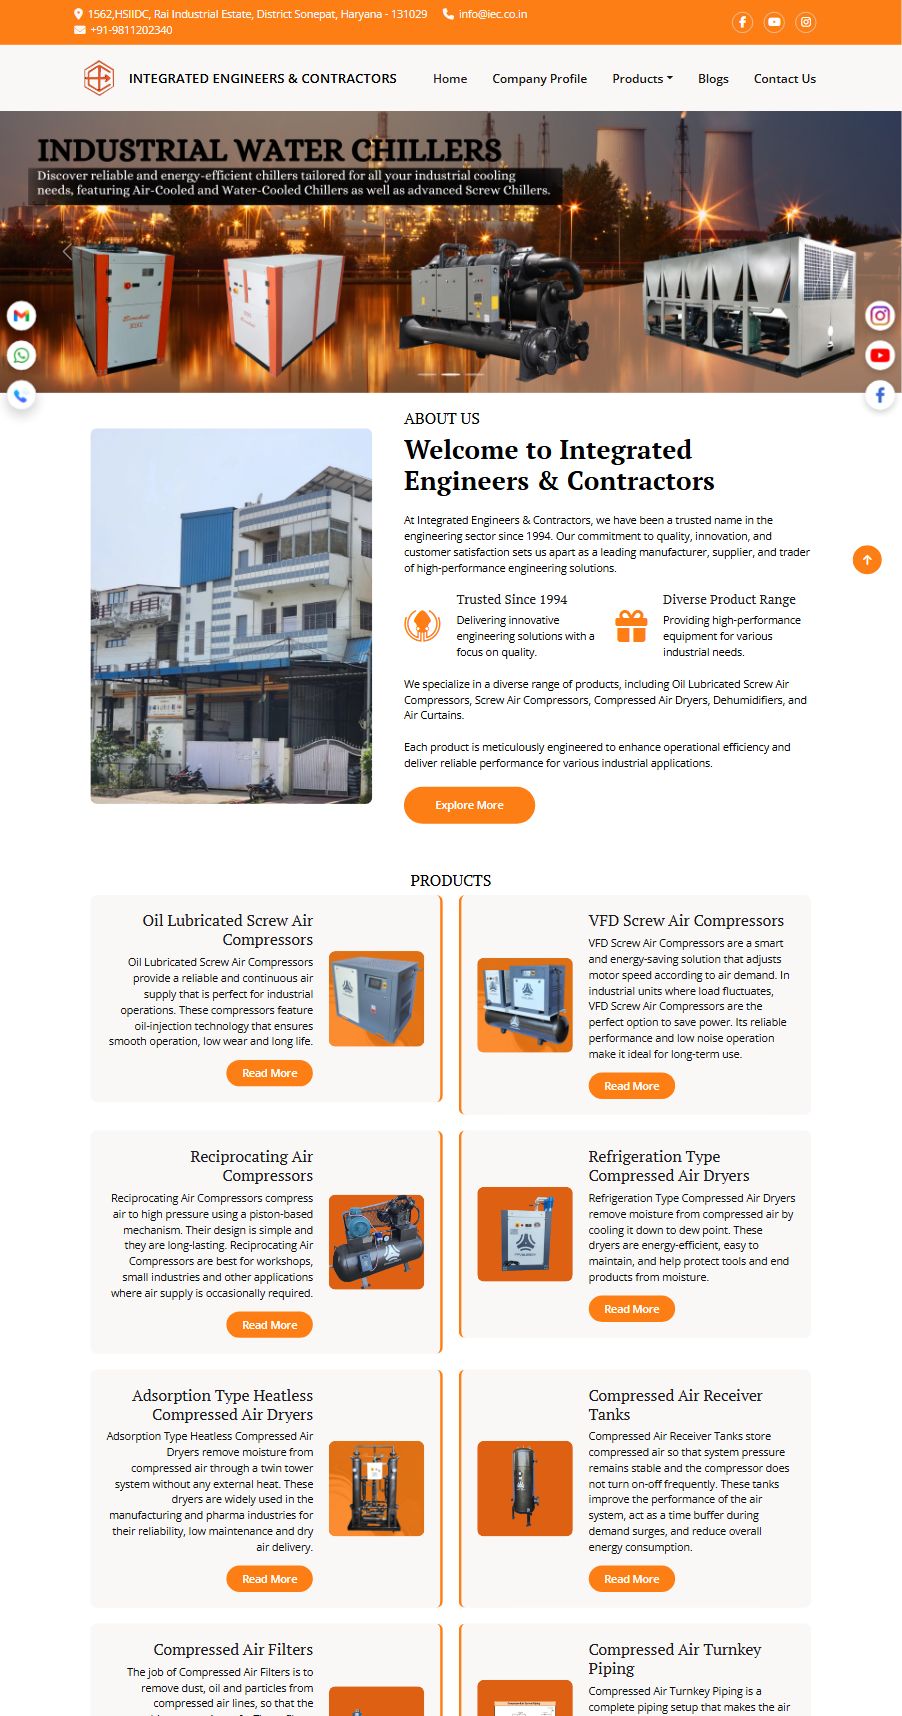 1562,HSIIDC, Rai Industrial Estate, District Sonepat, Haryana - 131029
info@iec.co.in
+91-9811202340
INTEGRATED ENGINEERS & CONTRACTORS
Home
Company Profile
Products
Blogs
Contact Us
INDUSTRIAL WATER CHILLERS
Discover reliable and energy-efficient chillers tailored for all your industrial cooling
needs, featuring Air-Cooled and Water-Cooled Chillers as well as advanced Screw Chillers.
ABOUT US
Welcome to Integrated
Engineers & Contractors
At Integrated Engineers & Contractors, we have been a trusted name in the
engineering sector since 1994. Our commitment to quality, innovation, and
customer satisfaction sets us apart as a leading manufacturer, supplier, and trader
of high-performance engineering solutions.
Trusted Since 1994
Delivering innovative
engineering solutions with a
focus on quality.
Diverse Product Range
Providing high-performance
equipment for various
industrial needs.
We specialize in a diverse range of products, including Oil Lubricated Screw Air
Compressors, Screw Air Compressors, Compressed Air Dryers, Dehumidifiers, and
Air Curtains.
Each product is meticulously engineered to enhance operational efficiency and
deliver reliable performance for various industrial applications.
Explore More
PRODUCTS
Oil Lubricated Screw Air
Compressors
Oil Lubricated Screw Air Compressors
provide a reliable and continuous air
supply that is perfect for industrial
operations. These compressors feature
oil-injection technology that ensures
smooth operation, low wear and long life.
Read More
VFD Screw Air Compressors
VFD Screw Air Compressors are a smart
and energy-saving solution that adjusts
motor speed according to air demand. In
industrial units where load fluctuates,
VFD Screw Air Compressors are the
perfect option to save power. Its reliable
performance and low noise operation
make it ideal for long-term use.
Read More
Reciprocating Air
Compressors
Reciprocating Air Compressors compress
air to high pressure using a piston-based
mechanism. Their design is simple and
they are long-lasting. Reciprocating Air
Compressors are best for workshops,
small industries and other applications
where air supply is occasionally required.
Read More
Refrigeration Type
Compressed Air Dryers
Refrigeration Type Compressed Air Dryers
remove moisture from compressed air by
cooling it down to dew point. These
dryers are energy-efficient, easy to
maintain, and help protect tools and end
products from moisture.
Read More
Adsorption Type Heatless
Compressed Air Dryers
Adsorption Type Heatless Compressed Air
Dryers remove moisture from
compressed air through a twin tower
system without any external heat. These
dryers are widely used in the
manufacturing and pharma industries for
their reliability, low maintenance and dry
air delivery.
Read More
Compressed Air Receiver
Tanks
Compressed Air Receiver Tanks store
compressed air so that system pressure
remains stable and the compressor does
not turn on-off frequently. These tanks
improve the performance of the air
system, act as a time buffer during
demand surges, and reduce overall
energy consumption.
Read More
Compressed Air Filters
The job of Compressed Air Filters is to
remove dust, oil and particles from
compressed air lines, so that the
Compressed Air Turnkey
Piping
Compressed Air Turnkey Piping is a
complete piping setup that makes the air